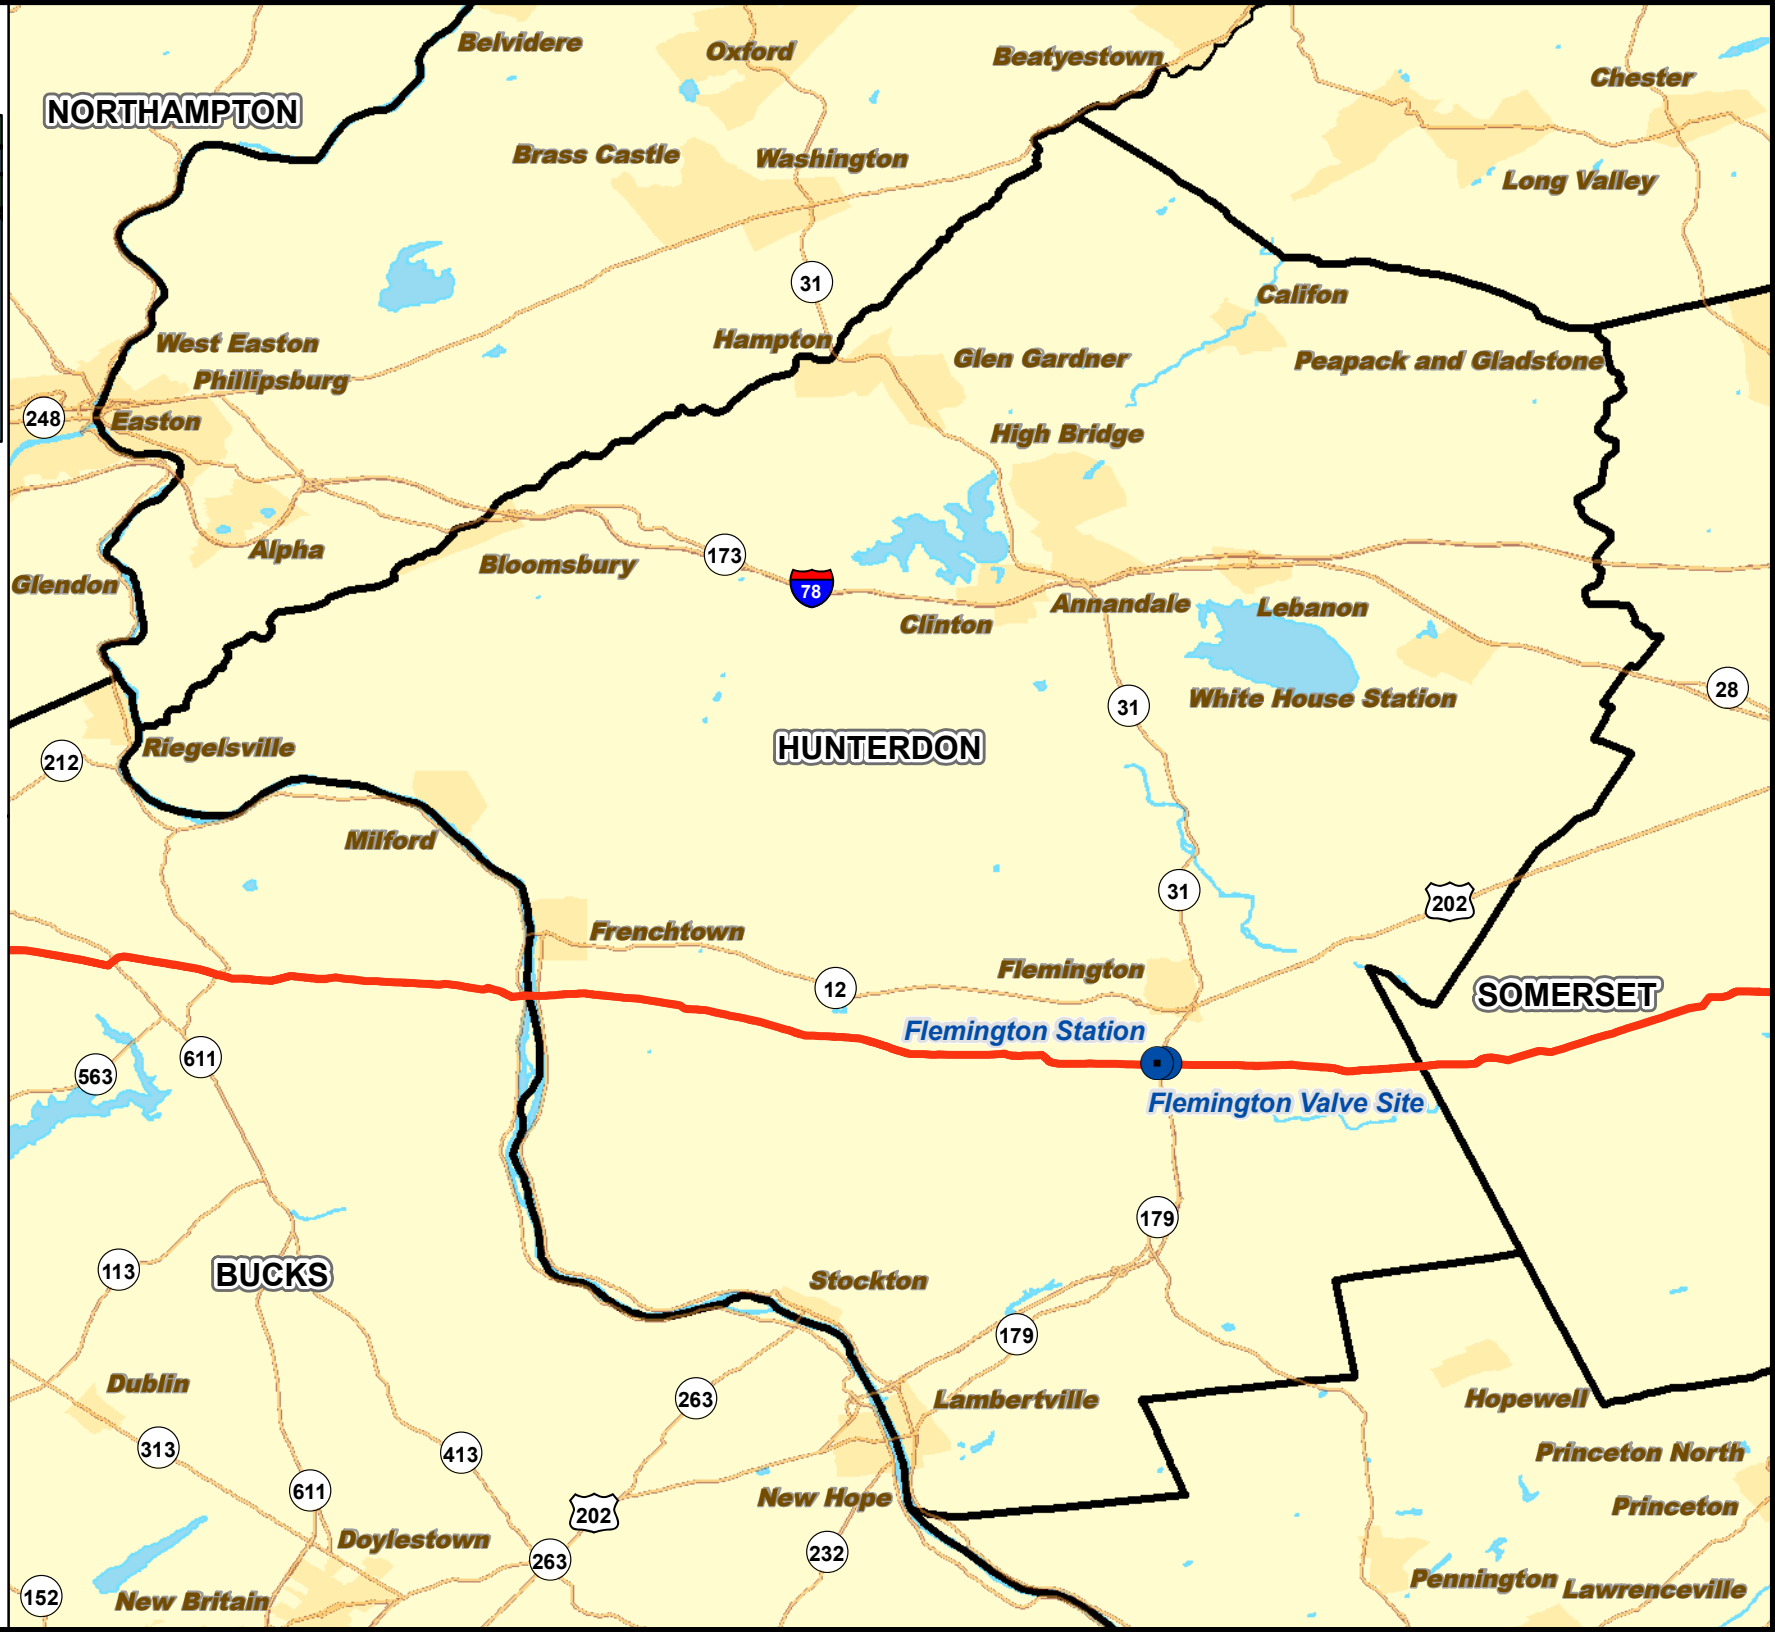 Belvidere
Oxford
Beatyestown
Chester
NORTHAMPTON
Brass Castle
Washington
Long Valley
31
Califon
West Easton
Hampton
Glen Gardner
Peapack and Gladstone
Phillipsburg
248
Easton
High Bridge
Alpha
Bloomsbury
173
78
Glendon
Clinton
Annandale
Lebanon
White House Station
28
31
Riegelsville
HUNTERDON
212
Milford
31
202
Frenchtown
Flemington
12
SOMERSET
Flemington Station
611
563
Flemington Valve Site
179
113
BUCKS
Stockton
179
Dublin
263
Lambertville
Hopewell
313
413
Princeton North
611
New Hope
Princeton
202
Doylestown
263
232
Pennington
Lawrenceville
152
New Britain